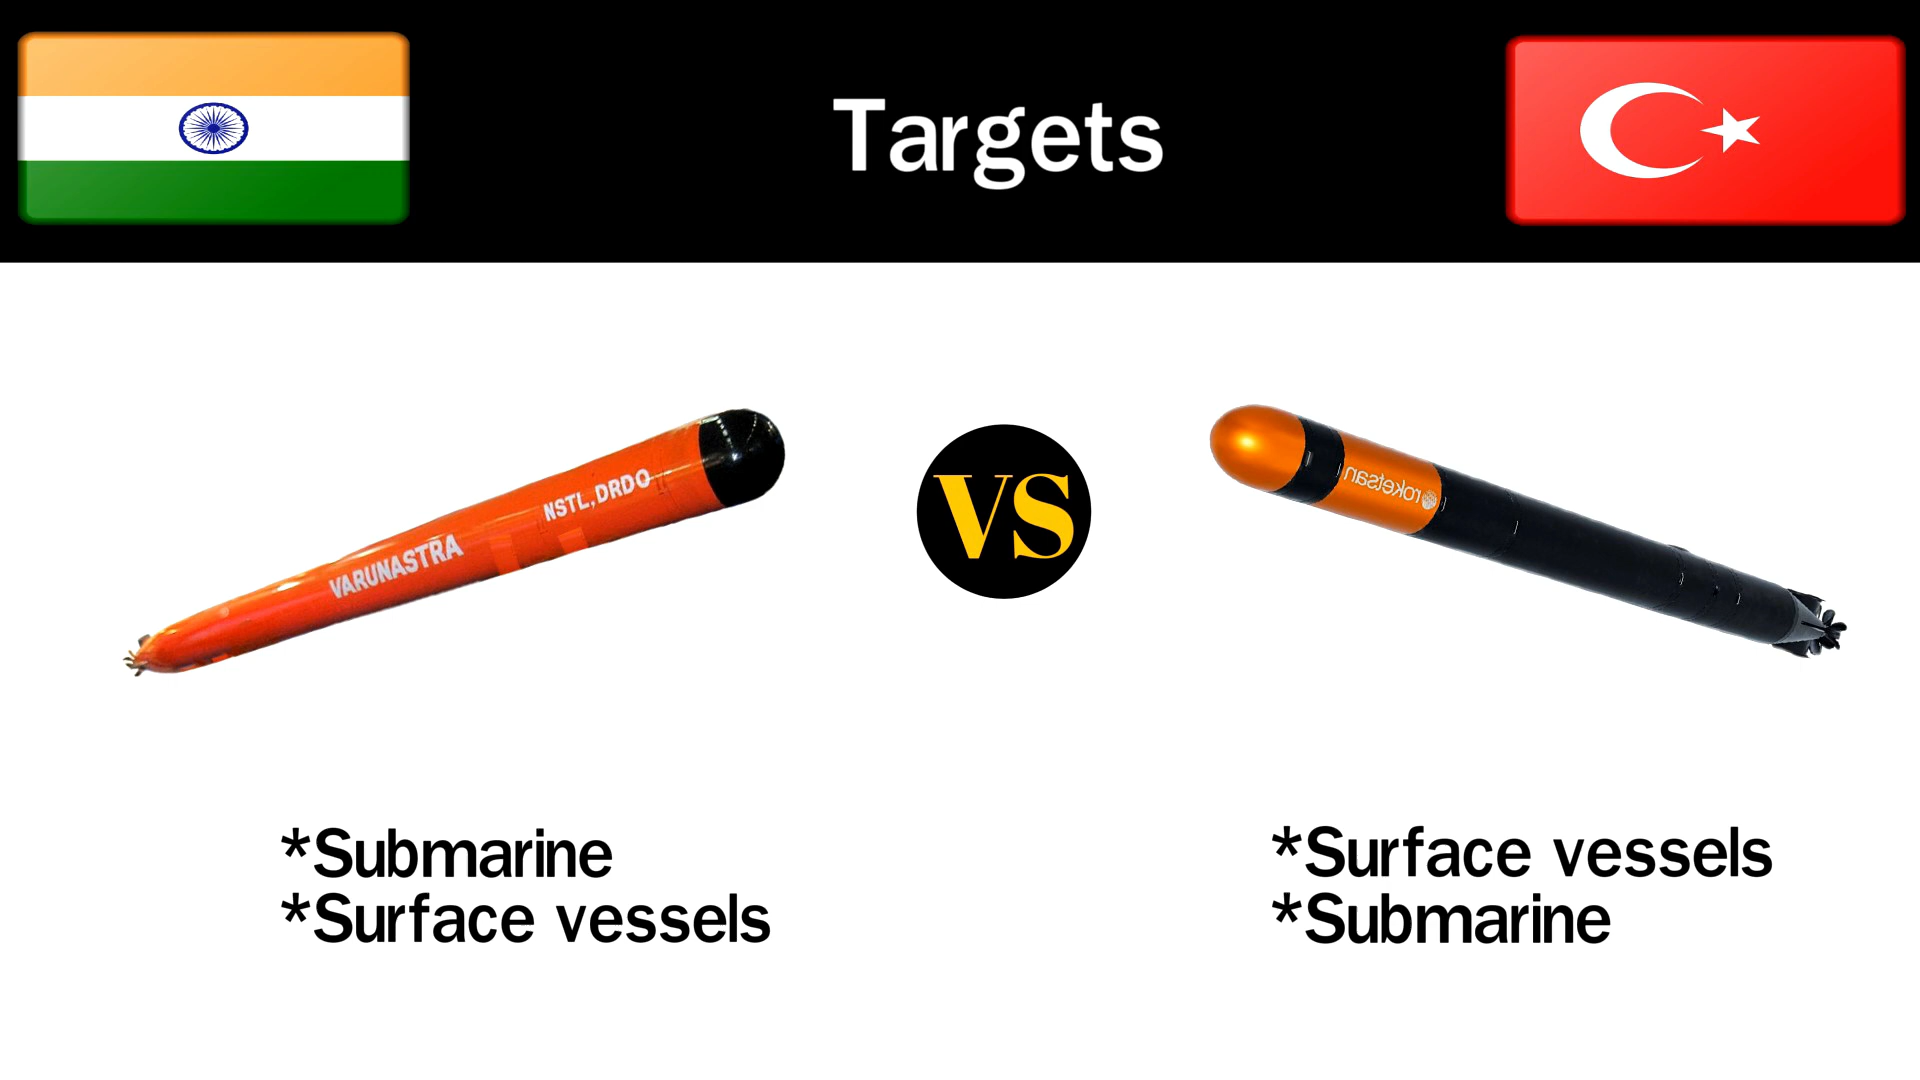 Targets
NSTL,DRDO
VARUNASTRA
VS
roketsan
*Submarine
*Surface vessels
*Surface vessels
*Submarine